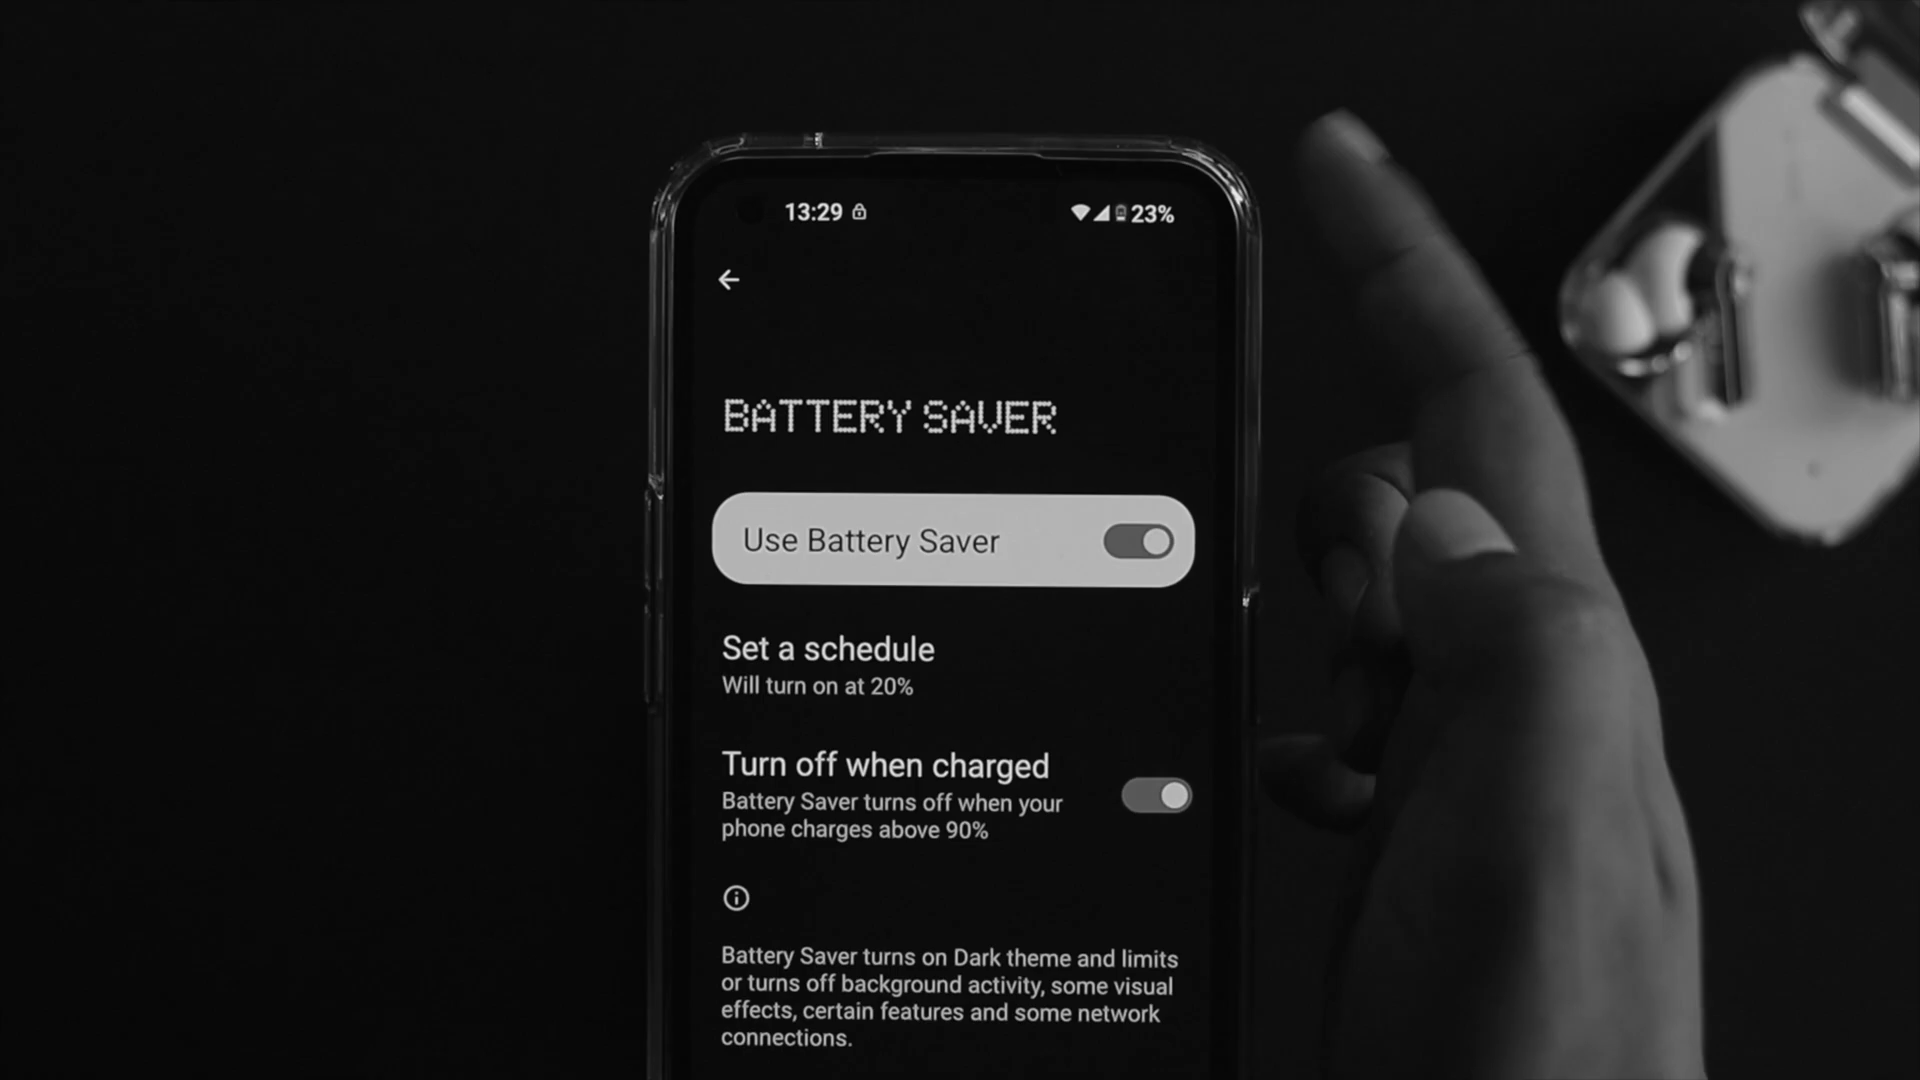 13:29 23%
BATTERY SAVER
Use Battery Saver
Set a schedule
Will turn on at 20%
Turn off when charged
Battery Saver turns off when your
phone charges above 90%
Battery Saver turns on Dark theme and limits
or turns off background activity, some visual
effects, certain features and some network
connections.